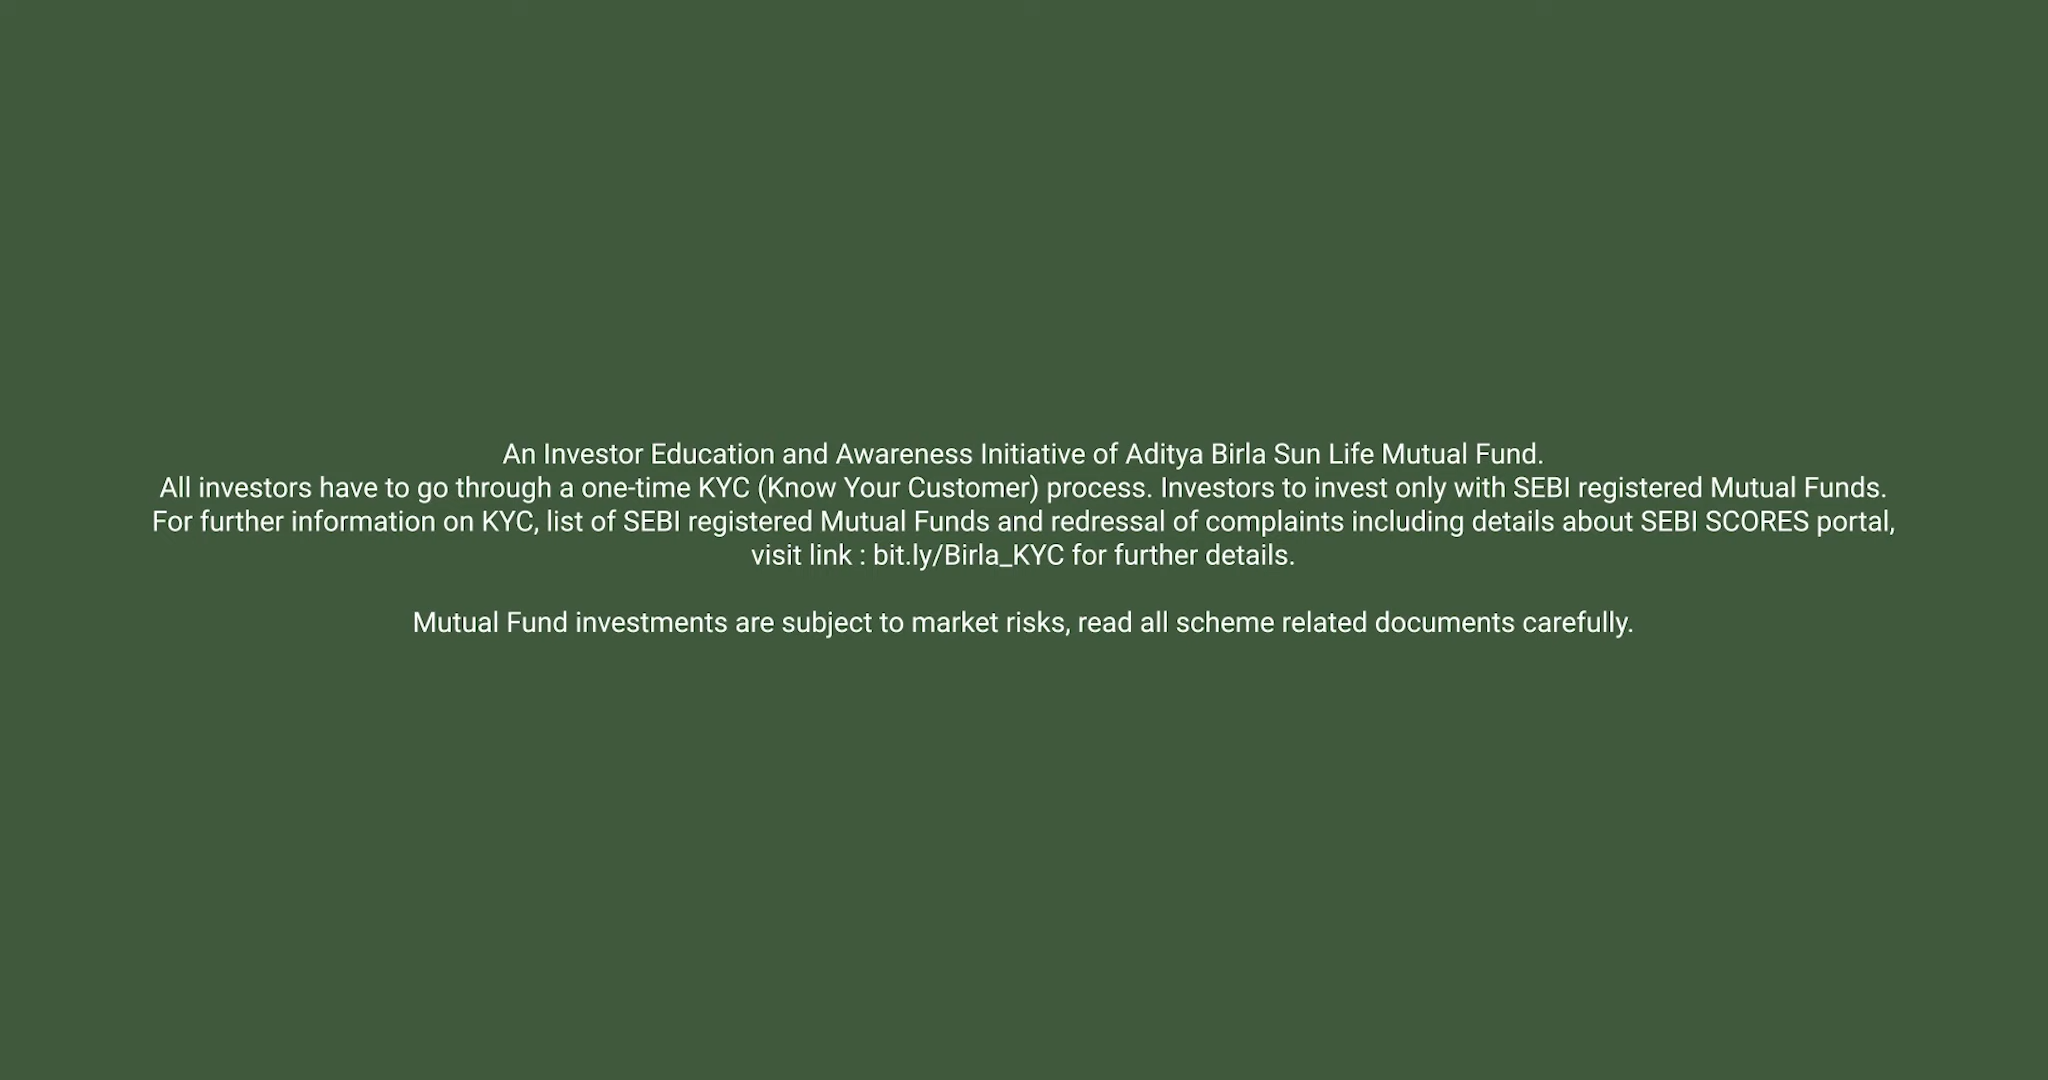 An Investor Education and Awareness Initiative of Aditya Birla Sun Life Mutual Fund.
All investors have to go through a one-time KYC (Know Your Customer) process. Investors to invest only with SEBI registered Mutual Funds.
For further information on KYC, list of SEBI registered Mutual Funds and redressal of complaints including details about SEBI SCORES portal,
visit link : bit.ly/Birla_KYC for further details.
Mutual Fund investments are subject to market risks, read all scheme related documents carefully.